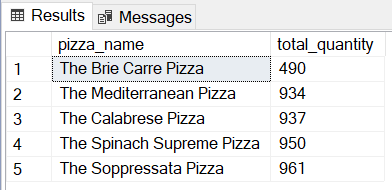 Results Messages
pizza_name total_quantity
1 The Brie Carre Pizza 490
2 The Mediterranean Pizza 934
3 The Calabrese Pizza 937
4 The Spinach Supreme Pizza 950
5 The Soppressata Pizza 961